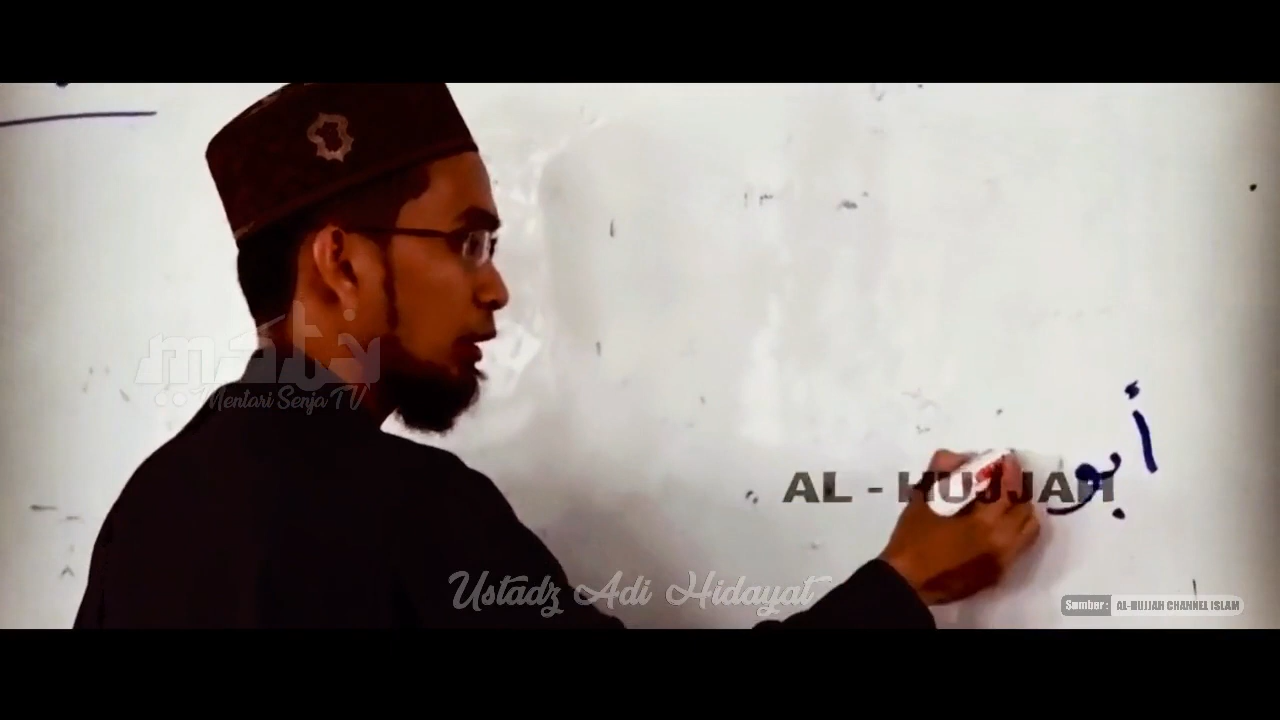 أبو
AL - HUJJAH
matv
Mentari Senja TV
Ustadz Adi Hidayat
Sumber : AL-HUJJAH CHANNEL ISLAM